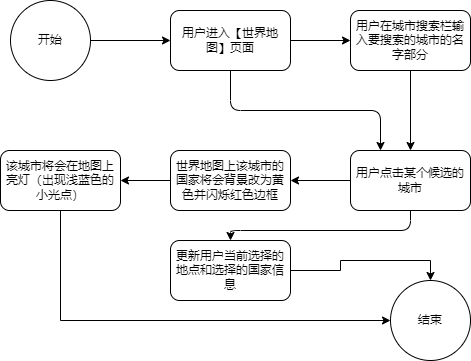 开始
用户进入【世界地
图】页面
用户在城市搜索栏输
入要搜索的城市的名
字部分
该城市将会在地图上
亮灯（出现浅蓝色的
小光点）
世界地图上该城市的
国家将会背景改为黄
色并闪烁红色边框
用户点击某个候选的
城市
更新用户当前选择的
地点和选择的国家信
息
结束